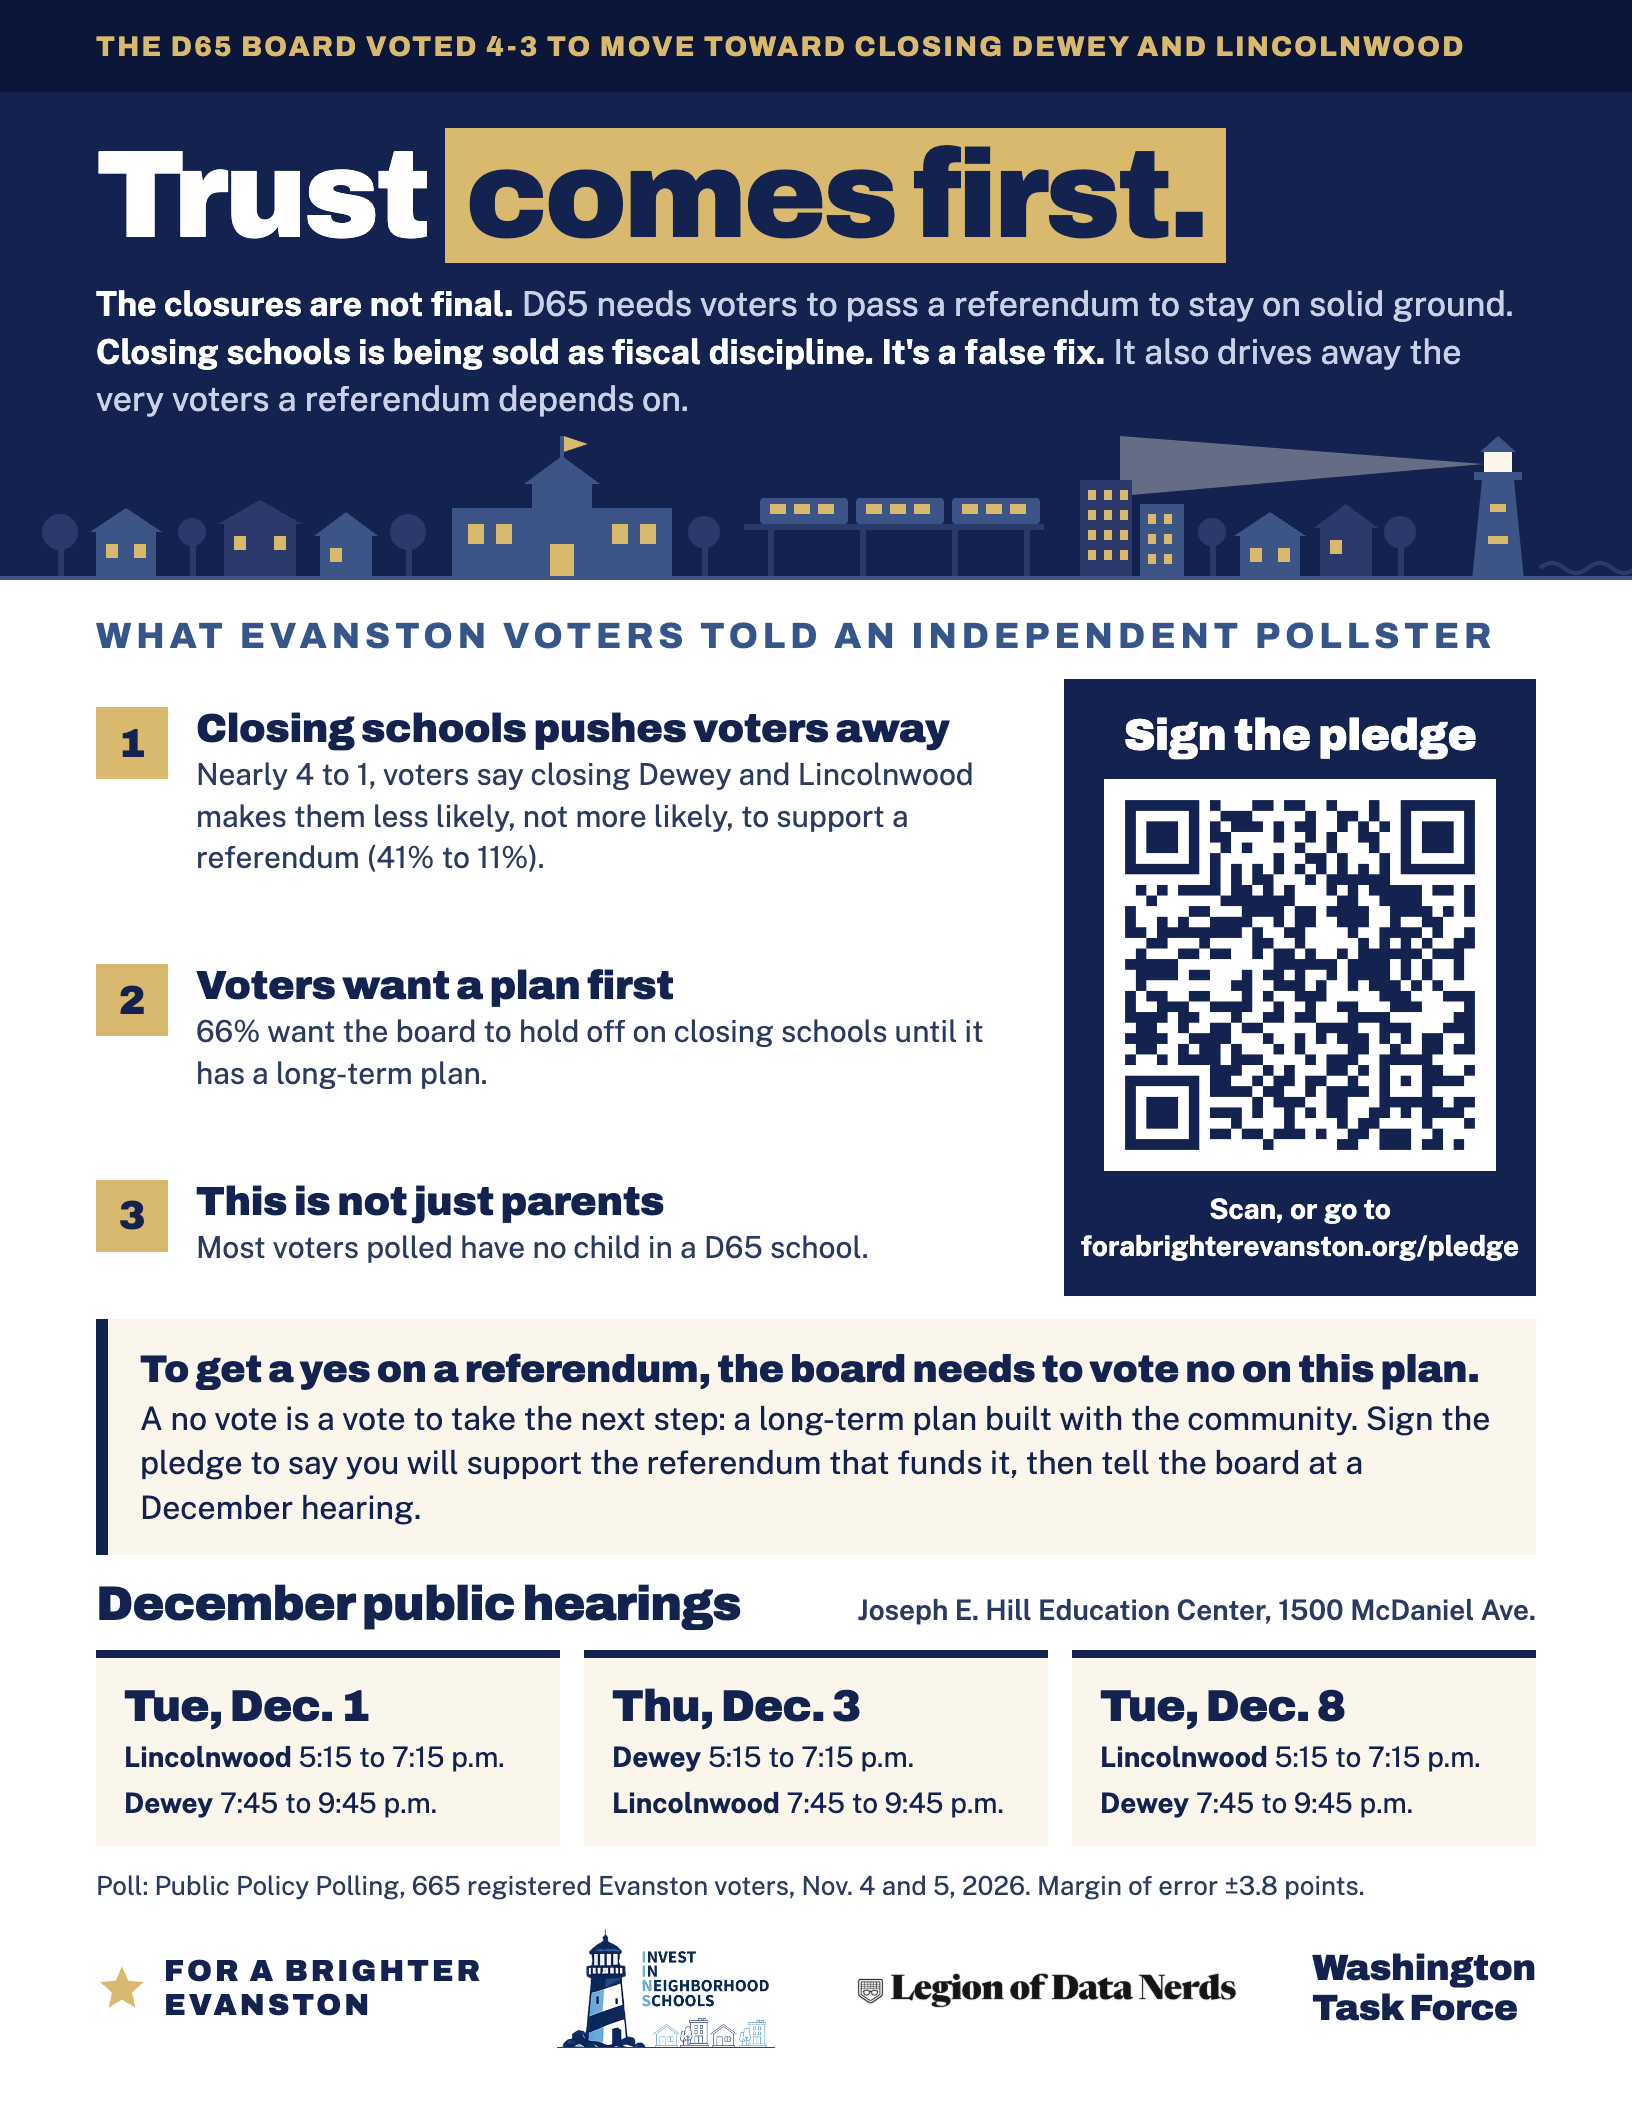 THE D65 BOARD VOTED 4-3 TO MOVE TOWARD CLOSING DEWEY AND LINCOLNWOOD
Trust comes first.
The closures are not final. D65 needs voters to pass a referendum to stay on solid ground.
Closing schools is being sold as fiscal discipline. It's a false fix. It also drives away the
very voters a referendum depends on.
WHAT EVANSTON VOTERS TOLD AN INDEPENDENT POLLSTER
1
Closing schools pushes voters away
Nearly 4 to 1, voters say closing Dewey and Lincolnwood
makes them less likely, not more likely, to support a
referendum (41% to 11%).
2
Voters want a plan first
66% want the board to hold off on closing schools until it
has a long-term plan.
3
This is not just parents
Most voters polled have no child in a D65 school.
Sign the pledge
Scan, or go to
forabrighterevanston.org/pledge
To get a yes on a referendum, the board needs to vote no on this plan.
A no vote is a vote to take the next step: a long-term plan built with the community. Sign the
pledge to say you will support the referendum that funds it, then tell the board at a
December hearing.
December public hearings
Joseph E. Hill Education Center, 1500 McDaniel Ave.
Tue, Dec. 1
Lincolnwood 5:15 to 7:15 p.m.
Dewey 7:45 to 9:45 p.m.
Thu, Dec. 3
Dewey 5:15 to 7:15 p.m.
Lincolnwood 7:45 to 9:45 p.m.
Tue, Dec. 8
Lincolnwood 5:15 to 7:15 p.m.
Dewey 7:45 to 9:45 p.m.
Poll: Public Policy Polling, 665 registered Evanston voters, Nov. 4 and 5, 2026. Margin of error ±3.8 points.
FOR A BRIGHTER
EVANSTON
INVEST
IN
NEIGHBORHOOD
SCHOOLS
Legion of Data Nerds
Washington
Task Force